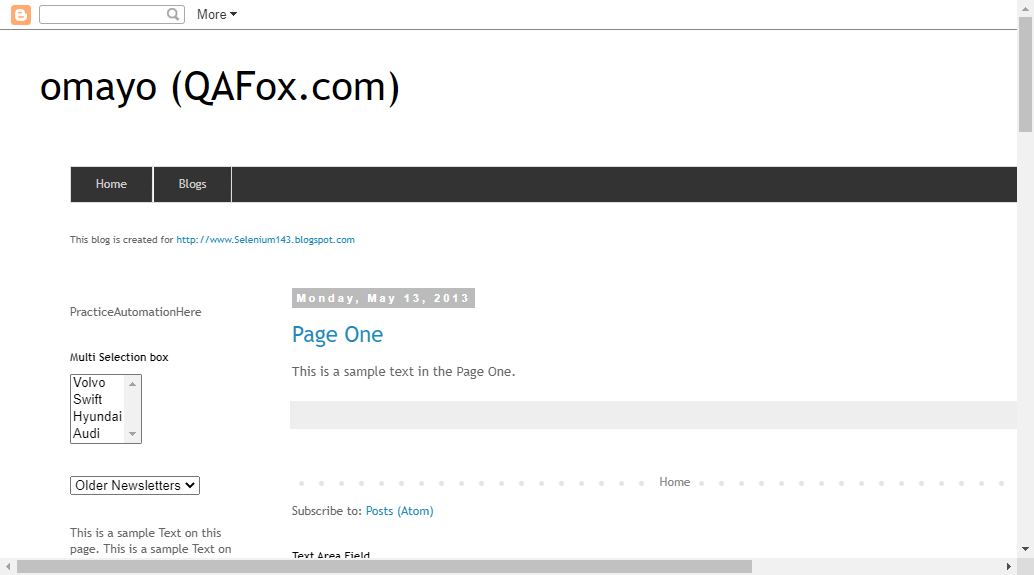 More
omayo (QAFox.com)
Home
Blogs
This blog is created for http://www.Selenium143.blogspot.com
PracticeAutomationHere
Multi Selection box
Volvo
Swift
Hyundai
Audi
Older Newsletters
This is a sample Text on this
page. This is a sample Text on
Monday, May 13, 2013
Page One
This is a sample text in the Page One.
Home
Subscribe to: Posts (Atom)
Text Area Field